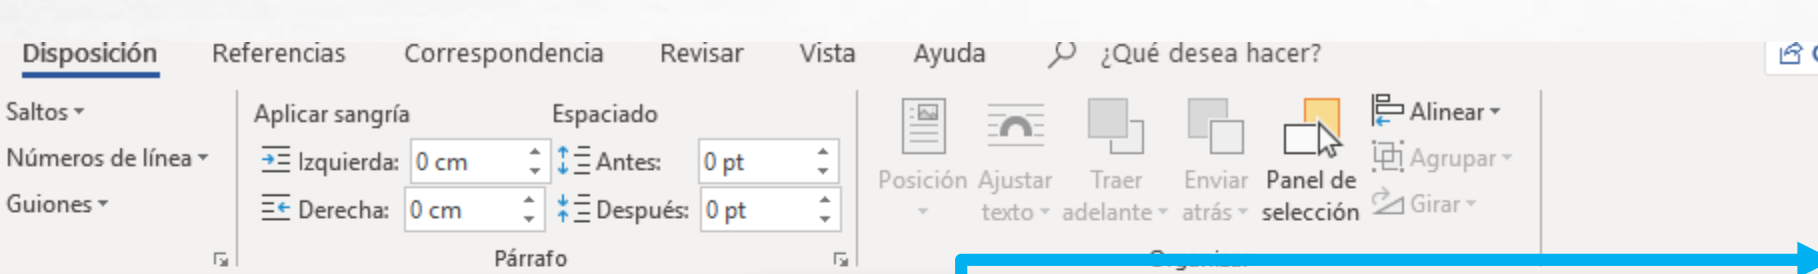 Disposición Referencias Correspondencia Revisar Vista Ayuda ¿Qué desea hacer?
Saltos
Números de línea
Guiones
Aplicar sangría
Izquierda: 0 cm
Derecha: 0 cm
Espaciado
Antes: 0 pt
Después: 0 pt
Párrafo
Posición
Ajustar
texto
Traer
adelante
Enviar
atrás
Panel de
selección
Alinear
Agrupar
Girar
Organizar